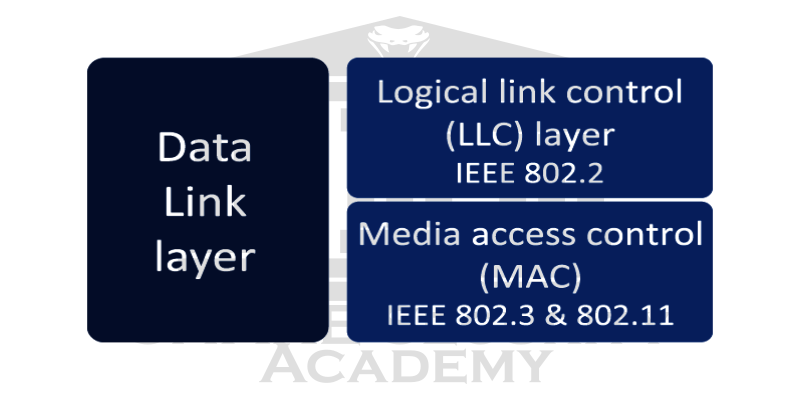 Data
Link
layer
Logical link control
(LLC) layer
IEEE 802.2
Media access control
(MAC)
IEEE 802.3 & 802.11
ACADEMY